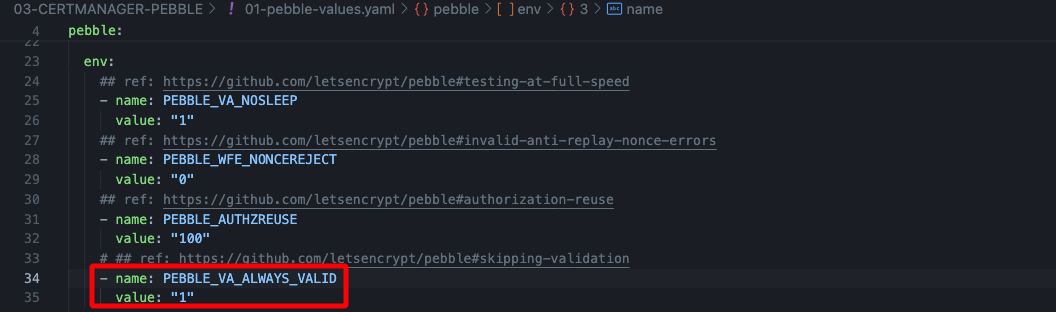 03-CERTMANAGER-PEBBLE > ! 01-pebble-values.yaml > {} pebble > [ ] env > {} 3 > abc name
4 pebble:
22
23 env:
24 ## ref: https://github.com/letsencrypt/pebble#testing-at-full-speed
25 - name: PEBBLE_VA_NOSLEEP
26 value: "1"
27 ## ref: https://github.com/letsencrypt/pebble#invalid-anti-replay-nonce-errors
28 - name: PEBBLE_WFE_NONCEREJECT
29 value: "0"
30 ## ref: https://github.com/letsencrypt/pebble#authorization-reuse
31 - name: PEBBLE_AUTHZREUSE
32 value: "100"
33 # ## ref: https://github.com/letsencrypt/pebble#skipping-validation
34 - name: PEBBLE_VA_ALWAYS_VALID
35 value: "1"